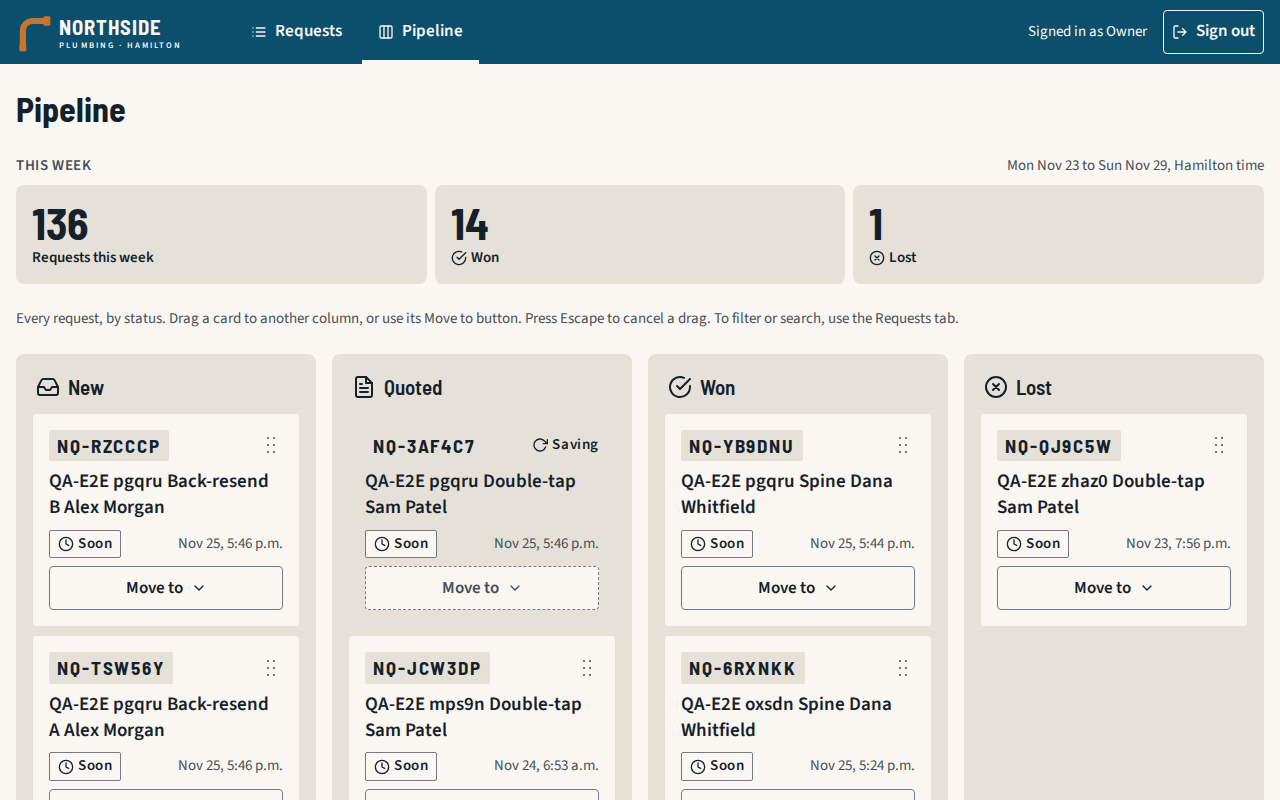 NORTHSIDE
PLUMBING · HAMILTON
Requests
Pipeline
Signed in as Owner
Sign out
Pipeline
THIS WEEK
Mon Nov 23 to Sun Nov 29, Hamilton time
136
Requests this week
14
Won
1
Lost
Every request, by status. Drag a card to another column, or use its Move to button. Press Escape to cancel a drag. To filter or search, use the Requests tab.
New
NQ-RZCCCP
QA-E2E pgqru Back-resend
B Alex Morgan
Soon
Nov 25, 5:46 p.m.
Move to
NQ-TSW56Y
QA-E2E pgqru Back-resend
A Alex Morgan
Soon
Nov 25, 5:46 p.m.
Quoted
NQ-3AF4C7
Saving
QA-E2E pgqru Double-tap
Sam Patel
Soon
Nov 25, 5:46 p.m.
Move to
NQ-JCW3DP
QA-E2E mps9n Double-tap
Sam Patel
Soon
Nov 24, 6:53 a.m.
Won
NQ-YB9DNU
QA-E2E pgqru Spine Dana
Whitfield
Soon
Nov 25, 5:44 p.m.
Move to
NQ-6RXNKK
QA-E2E oxsdn Spine Dana
Whitfield
Soon
Nov 25, 5:24 p.m.
Lost
NQ-QJ9C5W
QA-E2E zhaz0 Double-tap
Sam Patel
Soon
Nov 23, 7:56 p.m.
Move to